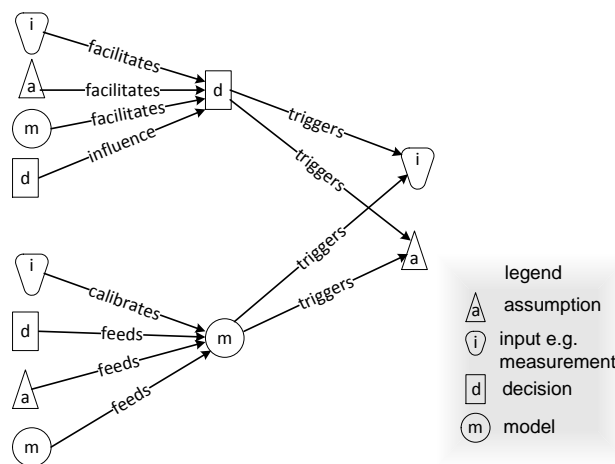 i
facilitates
a
facilitates
d
m
facilitates
triggers
d
influence
i
triggers
triggers
a
i
calibrates
triggers
d
feeds
m
a
feeds
m
feeds
legend
a assumption
i input e.g.
measurement
d decision
m model